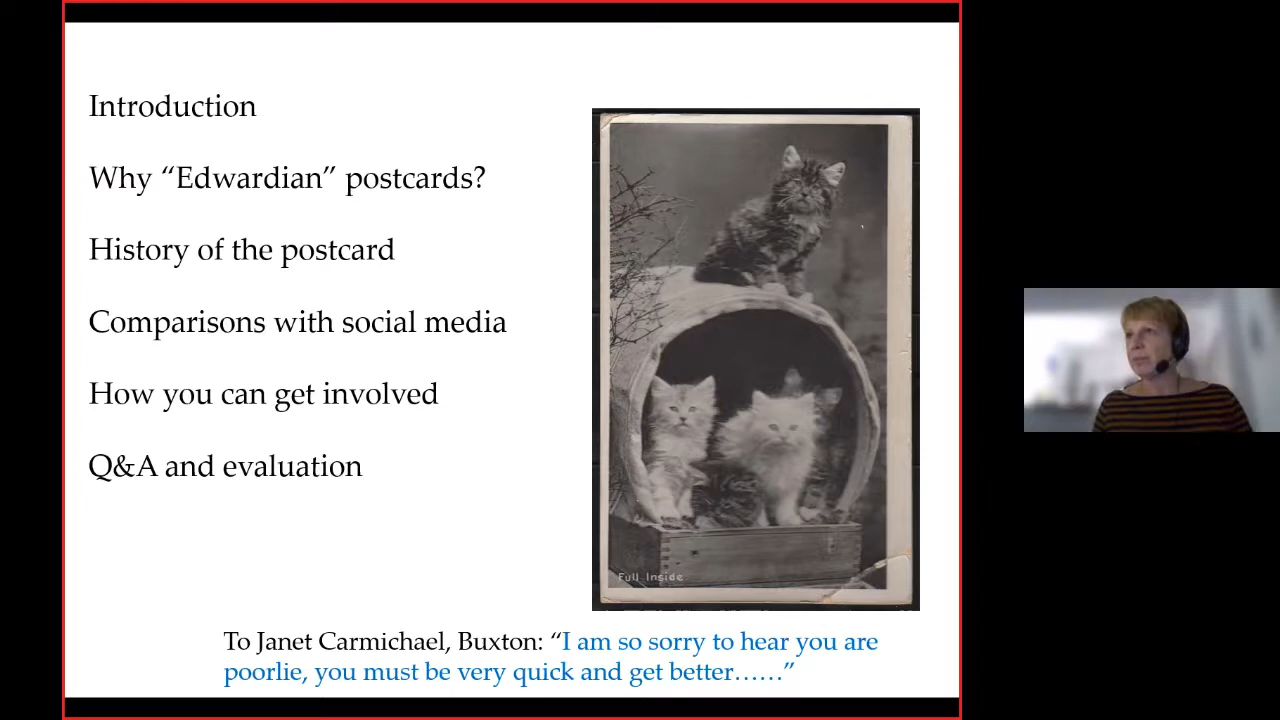 Introduction
Why “Edwardian” postcards?
History of the postcard
Comparisons with social media
How you can get involved
Q&A and evaluation
Full Inside
To Janet Carmichael, Buxton: “I am so sorry to hear you are
poorlie, you must be very quick and get better……”